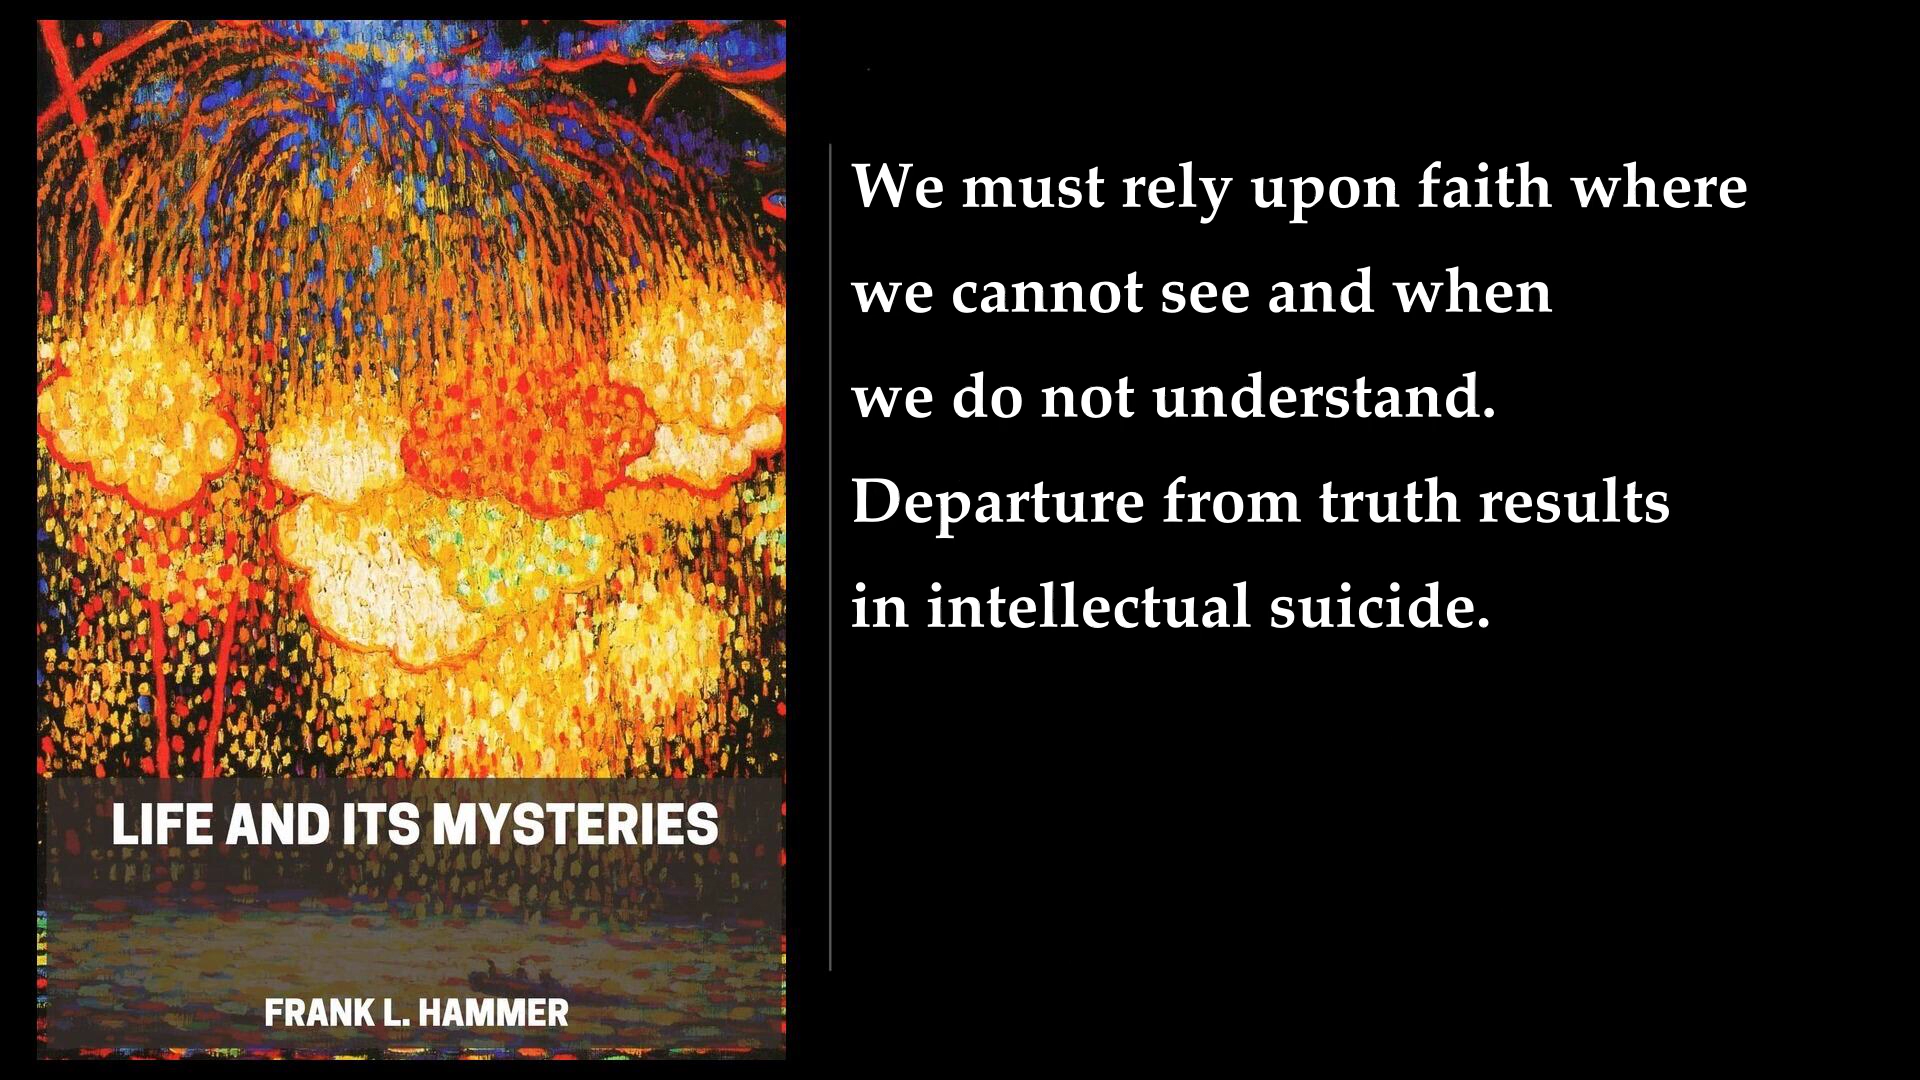 LIFE AND ITS MYSTERIES
FRANK L. HAMMER
We must rely upon faith where
we cannot see and when
we do not understand.
Departure from truth results
in intellectual suicide.